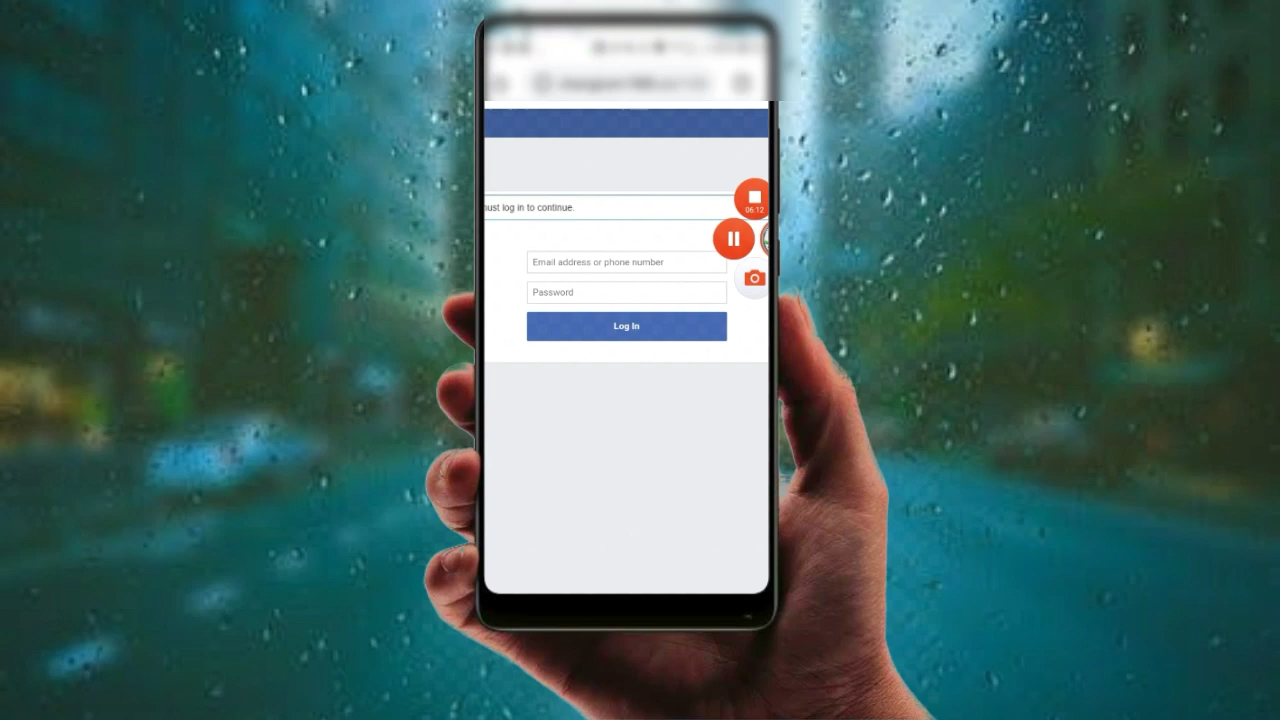 ust log in to continue.
06:12
Email address or phone number
Password
Log In